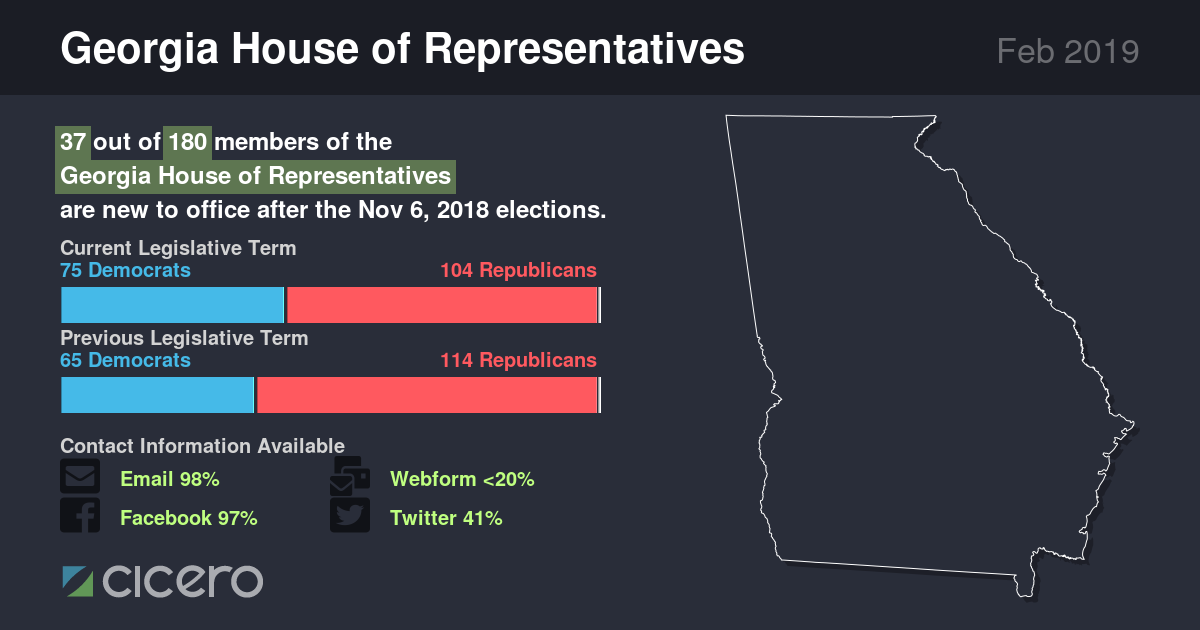 Georgia House of Representatives
Feb 2019
37 out of 180 members of the
Georgia House of Representatives
are new to office after the Nov 6, 2018 elections.
Current Legislative Term
75 Democrats 104 Republicans
Previous Legislative Term
65 Democrats 114 Republicans
Contact Information Available
Email 98% Webform <20%
Facebook 97% Twitter 41%
cicero